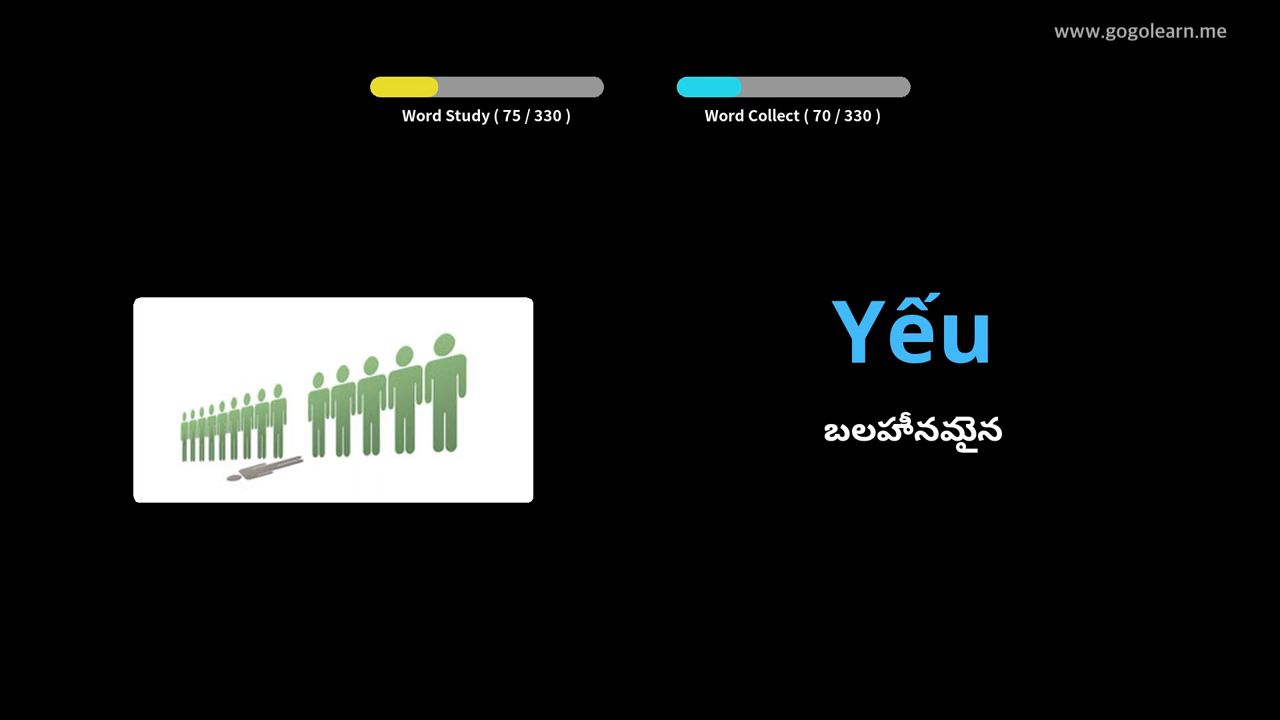 www.gogolearn.me
Word Study ( 75 / 330 )
Word Collect ( 70 / 330 )
Yếu
బలహీనమైన